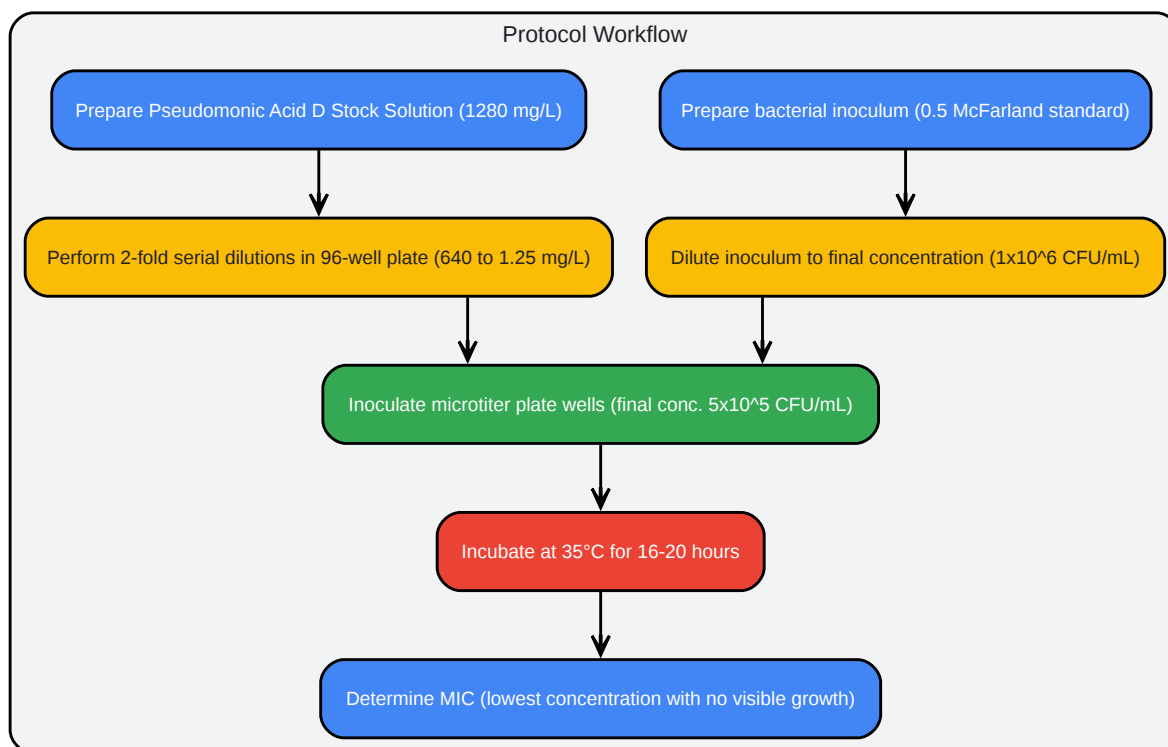 Protocol Workflow
Prepare Pseudomonic Acid D Stock Solution (1280 mg/L)
Prepare bacterial inoculum (0.5 McFarland standard)
Perform 2-fold serial dilutions in 96-well plate (640 to 1.25 mg/L)
Dilute inoculum to final concentration (1x10^6 CFU/mL)
Inoculate microtiter plate wells (final conc. 5x10^5 CFU/mL)
Incubate at 35°C for 16-20 hours
Determine MIC (lowest concentration with no visible growth)